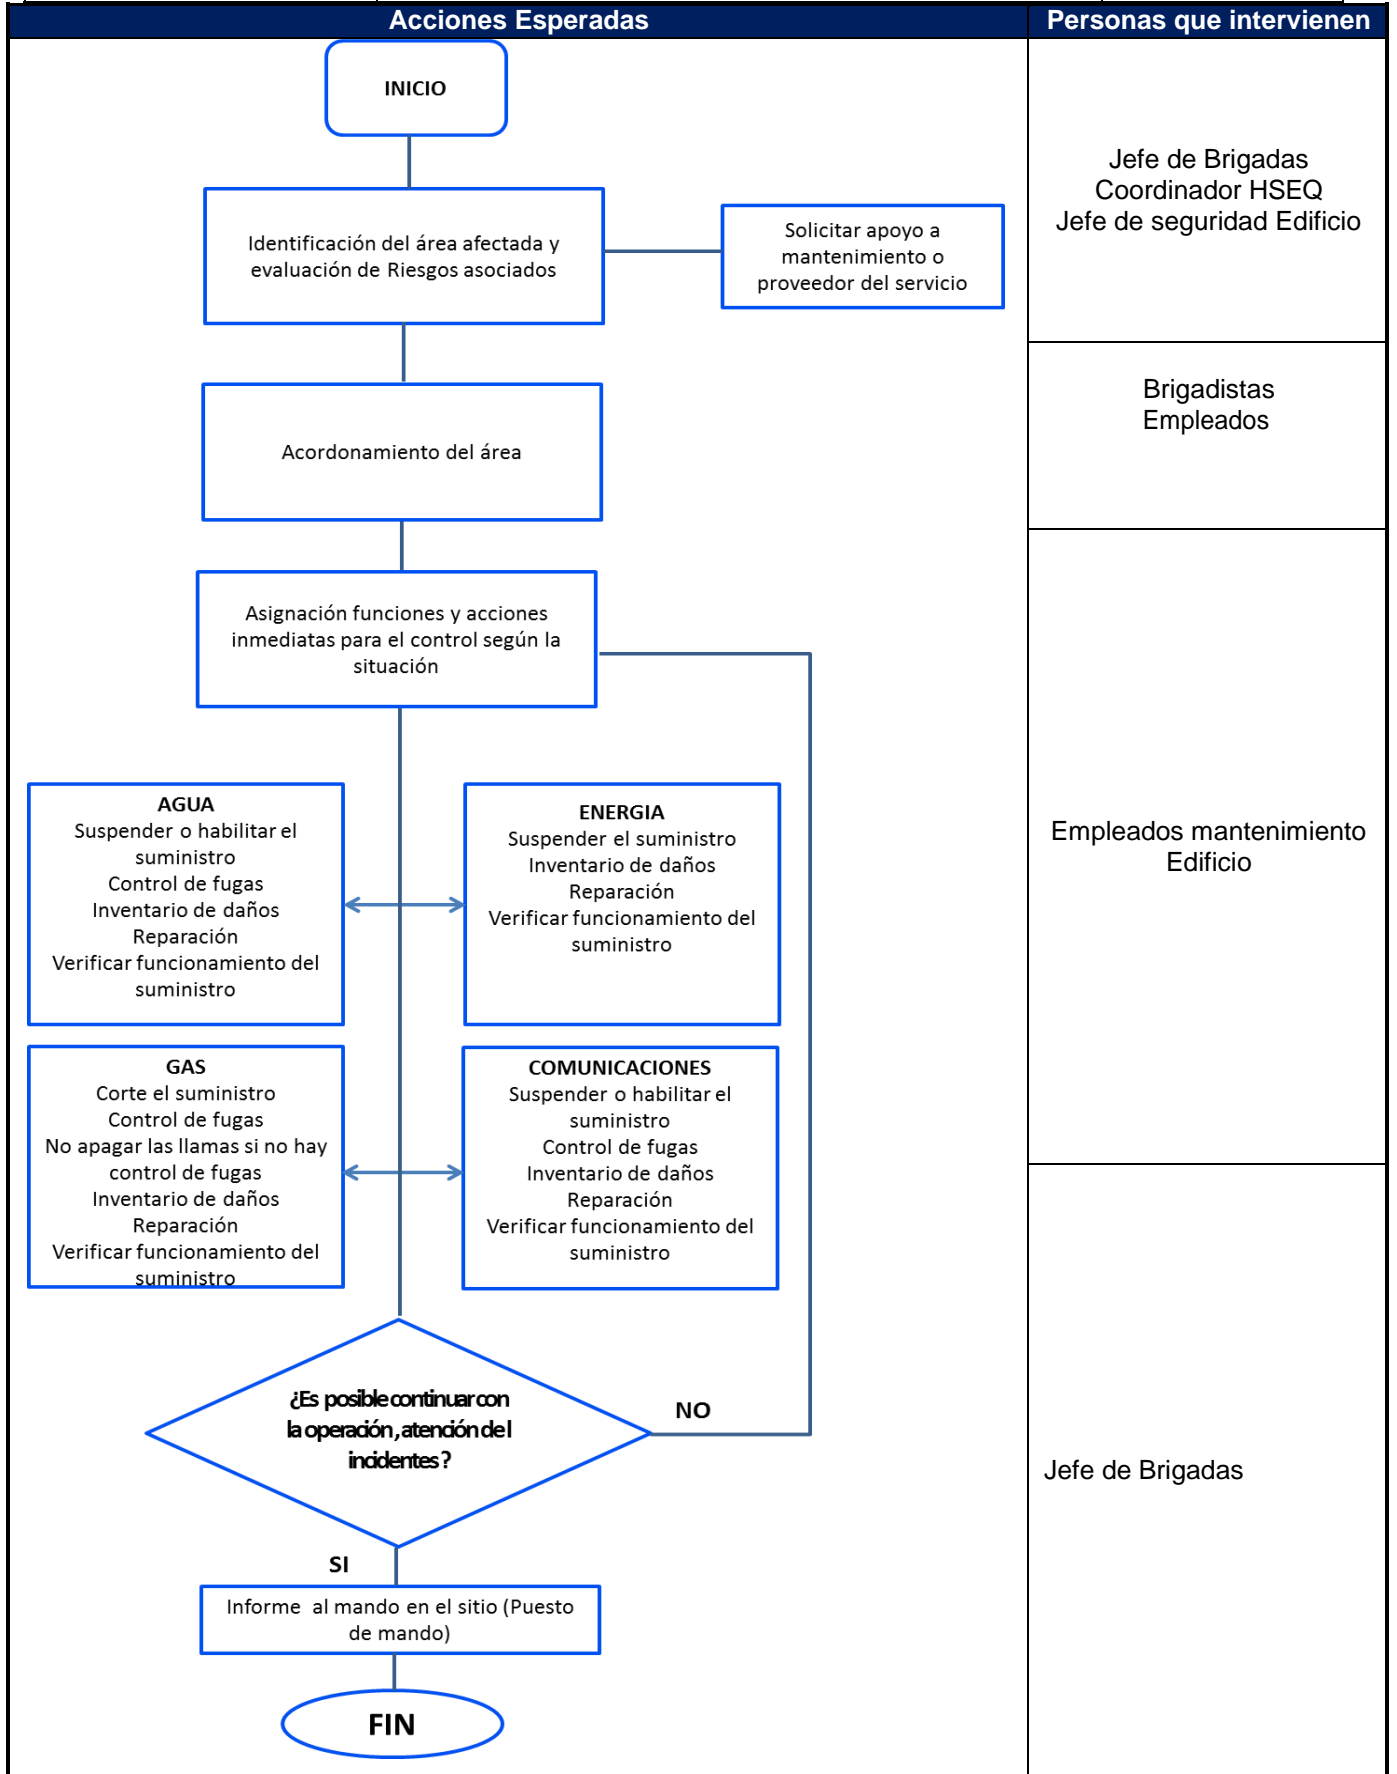 Acciones Esperadas
Personas que intervienen
INICIO
Jefe de Brigadas
Coordinador HSEQ
Jefe de seguridad Edificio
Identificación del área afectada y
evaluación de Riesgos asociados
Solicitar apoyo a
mantenimiento o
proveedor del servicio
Acordonamiento del área
Brigadistas
Empleados
Asignación funciones y acciones
inmediatas para el control según la
situación
Empleados mantenimiento
Edificio
AGUA
Suspender o habilitar el
suministro
Control de fugas
Inventario de daños
Reparación
Verificar funcionamiento del
suministro
ENERGIA
Suspender el suministro
Inventario de daños
Reparación
Verificar funcionamiento del
suministro
GAS
Corte el suministro
Control de fugas
No apagar las llamas si no hay
control de fugas
Inventario de daños
Reparación
Verificar funcionamiento del
suministro
COMUNICACIONES
Suspender o habilitar el
suministro
Control de fugas
Inventario de daños
Reparación
Verificar funcionamiento del
suministro
¿Es posible continuar con
la operación, atención del
incidentes ?
NO
Jefe de Brigadas
SI
Informe al mando en el sitio (Puesto
de mando)
FIN